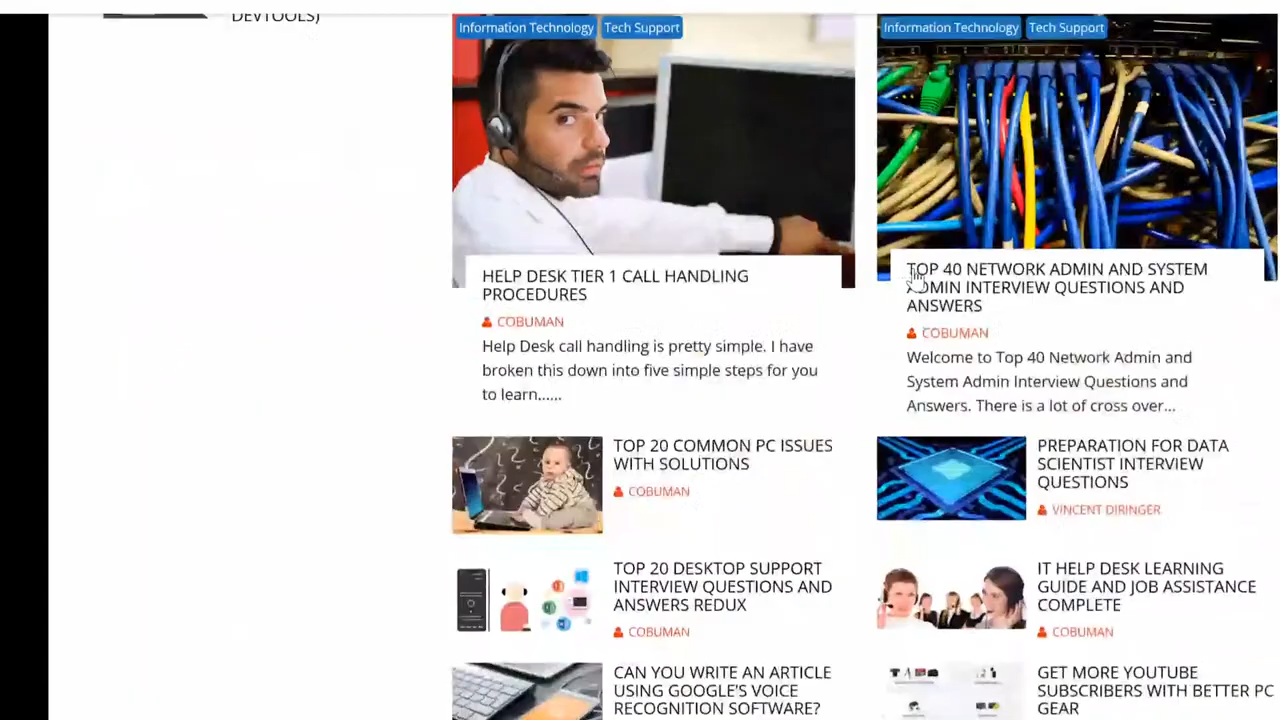 DEVTOOLS)
Information Technology
Tech Support
HELP DESK TIER 1 CALL HANDLING
PROCEDURES
COBUMAN
Help Desk call handling is pretty simple. I have
broken this down into five simple steps for you
to learn......
TOP 20 COMMON PC ISSUES
WITH SOLUTIONS
COBUMAN
TOP 20 DESKTOP SUPPORT
INTERVIEW QUESTIONS AND
ANSWERS REDUX
COBUMAN
CAN YOU WRITE AN ARTICLE
USING GOOGLE'S VOICE
RECOGNITION SOFTWARE?
Information Technology
Tech Support
TOP 40 NETWORK ADMIN AND SYSTEM
ADMIN INTERVIEW QUESTIONS AND
ANSWERS
COBUMAN
Welcome to Top 40 Network Admin and
System Admin Interview Questions and
Answers. There is a lot of cross over...
PREPARATION FOR DATA
SCIENTIST INTERVIEW
QUESTIONS
VINCENT DIRINGER
IT HELP DESK LEARNING
GUIDE AND JOB ASSISTANCE
COMPLETE
COBUMAN
GET MORE YOUTUBE
SUBSCRIBERS WITH BETTER PC
GEAR